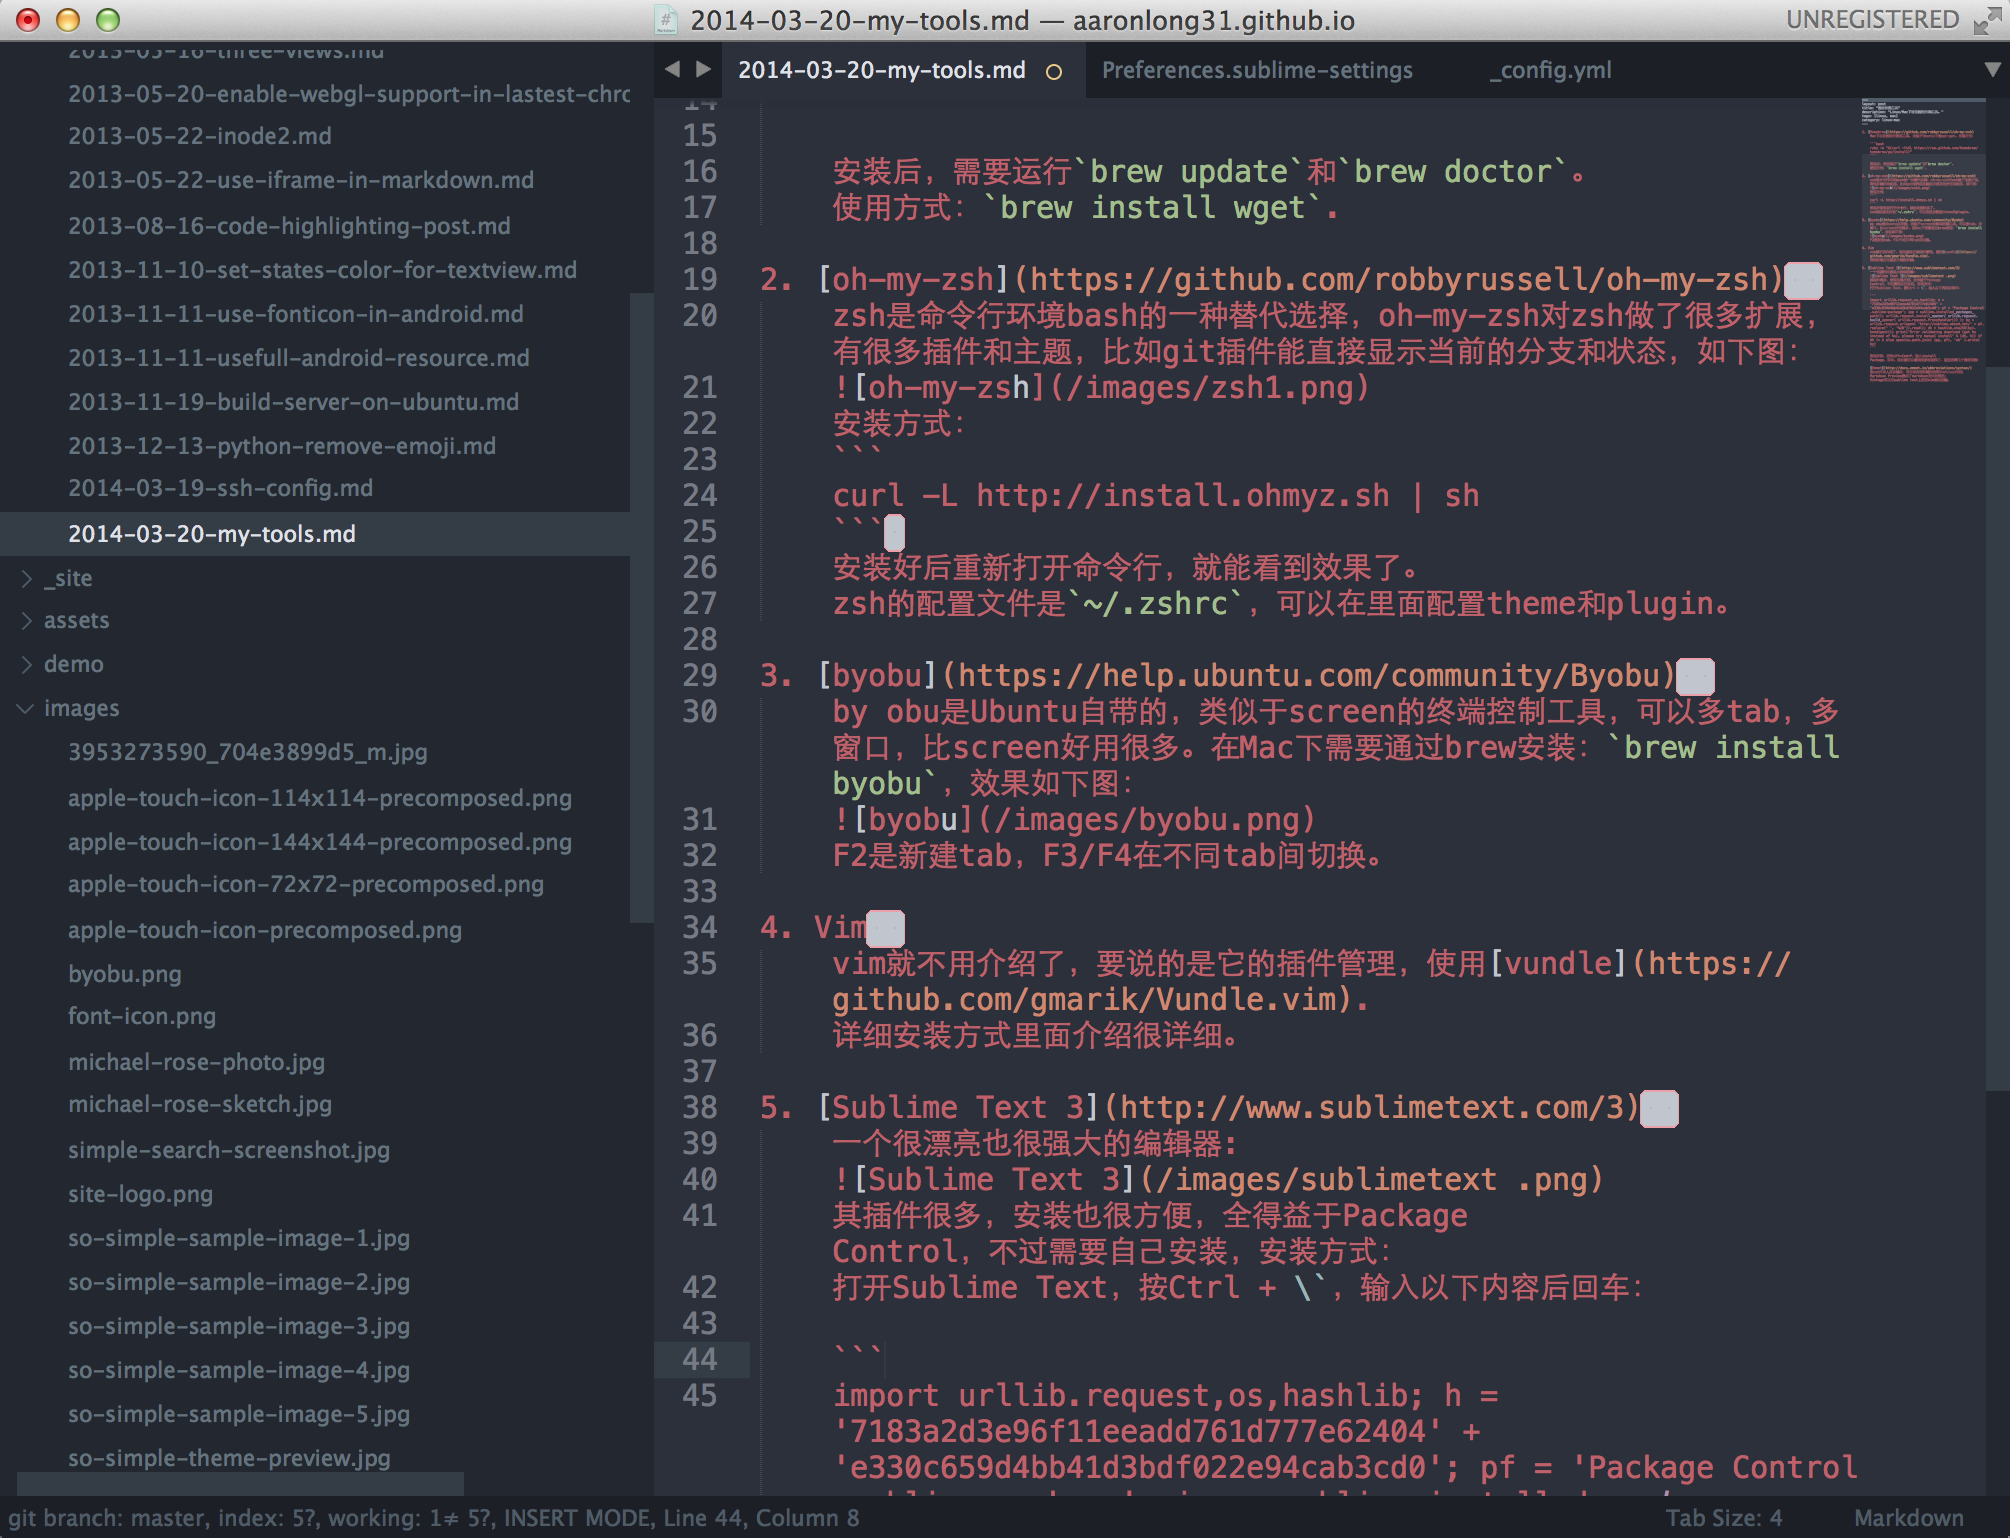 2014-03-20-my-tools.md — aaronlong31.github.io
UNREGISTERED
2013-05-16-three-views.md
2013-05-20-enable-webgl-support-in-lastest-chro
2013-05-22-inode2.md
2013-05-22-use-iframe-in-markdown.md
2013-08-16-code-highlighting-post.md
2013-11-10-set-states-color-for-textview.md
2013-11-11-use-fonticon-in-android.md
2013-11-11-usefull-android-resource.md
2013-11-19-build-server-on-ubuntu.md
2013-12-13-python-remove-emoji.md
2014-03-19-ssh-config.md
2014-03-20-my-tools.md
_site
assets
demo
images
3953273590_704e3899d5_m.jpg
apple-touch-icon-114x114-precomposed.png
apple-touch-icon-144x144-precomposed.png
apple-touch-icon-72x72-precomposed.png
apple-touch-icon-precomposed.png
byobu.png
font-icon.png
michael-rose-photo.jpg
michael-rose-sketch.jpg
simple-search-screenshot.jpg
site-logo.png
so-simple-sample-image-1.jpg
so-simple-sample-image-2.jpg
so-simple-sample-image-3.jpg
so-simple-sample-image-4.jpg
so-simple-sample-image-5.jpg
so-simple-theme-preview.jpg
2014-03-20-my-tools.md
Preferences.sublime-settings
_config.yml
14
15
16 安装后，需要运行`brew update`和`brew doctor`。
17 使用方式：`brew install wget`.
18
19 2. [oh-my-zsh](https://github.com/robbyrussell/oh-my-zsh)
20 zsh是命令行环境bash的一种替代选择，oh-my-zsh对zsh做了很多扩展，
有很多插件和主题，比如git插件能直接显示当前的分支和状态，如下图：
21 ![oh-my-zsh](/images/zsh1.png)
22 安装方式：
23 ```
24 curl -L http://install.ohmyz.sh | sh
25 ```
26 安装好后重新打开命令行，就能看到效果了。
27 zsh的配置文件是`~/.zshrc`，可以在里面配置theme和plugin。
28
29 3. [byobu](https://help.ubuntu.com/community/Byobu)
30 by obu是Ubuntu自带的，类似于screen的终端控制工具，可以多tab，多
窗口，比screen好用很多。在Mac下需要通过brew安装：`brew install
byobu`，效果如下图：
31 ![byobu](/images/byobu.png)
32 F2是新建tab，F3/F4在不同tab间切换。
33
34 4. Vim
35 vim就不用介绍了，要说的是它的插件管理，使用[vundle](https://
github.com/gmarik/Vundle.vim).
36 详细安装方式里面介绍很详细。
37
38 5. [Sublime Text 3](http://www.sublimetext.com/3)
39 一个很漂亮也很强大的编辑器：
40 ![Sublime Text 3](/images/sublimetext .png)
41 其插件很多，安装也很方便，全得益于Package
Control，不过需要自己安装，安装方式：
42 打开Sublime Text，按Ctrl + \`，输入以下内容后回车：
43
44 ```
45 import urllib.request,os,hashlib; h =
'7183a2d3e96f11eeadd761d777e62404' +
'e330c659d4bb41d3bdf022e94cab3cd0'; pf = 'Package Control
git branch: master, index: 5?, working: 1≠ 5?, INSERT MODE, Line 44, Column 8
Tab Size: 4
Markdown